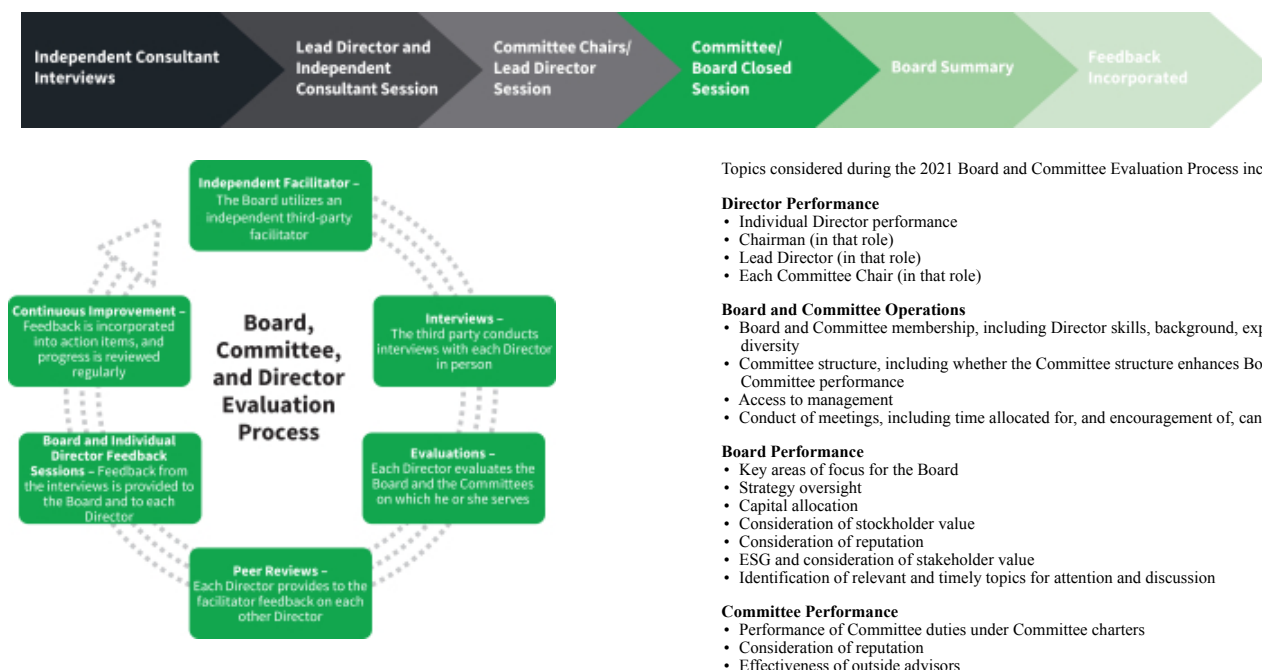 Independent Consultant
Interviews
Lead Director and
Independent
Consultant Session
Committee Chairs/
Lead Director
Session
Committee/
Board Closed
Session
Board Summary
Feedback
Incorporated
Independent Facilitator –
The Board utilizes an
independent third-party
facilitator
Interviews –
The third party conducts
interviews with each Director
in person
Evaluations –
Each Director evaluates the
Board and the Committees
on which he or she serves
Peer Reviews –
Each Director provides to the
facilitator feedback on each
other Director
Board and Individual
Director Feedback
Sessions – Feedback from
the interviews is provided to
the Board and to each
Director
Continuous Improvement –
Feedback is incorporated
into action items, and
progress is reviewed
regularly
Board,
Committee,
and Director
Evaluation
Process
Topics considered during the 2021 Board and Committee Evaluation Process
Director Performance
• Individual Director performance
• Chairman (in that role)
• Lead Director (in that role)
• Each Committee Chair (in that role)
Board and Committee Operations
• Board and Committee membership, including Director skills, background,
diversity
• Committee structure, including whether the Committee structure enhances
Committee performance
• Access to management
• Conduct of meetings, including time allocated for, and encouragement of,
Board Performance
• Key areas of focus for the Board
• Strategy oversight
• Capital allocation
• Consideration of stockholder value
• Consideration of reputation
• ESG and consideration of stakeholder value
• Identification of relevant and timely topics for attention and discussion
Committee Performance
• Performance of Committee duties under Committee charters
• Consideration of reputation
• Effectiveness of outside advisors